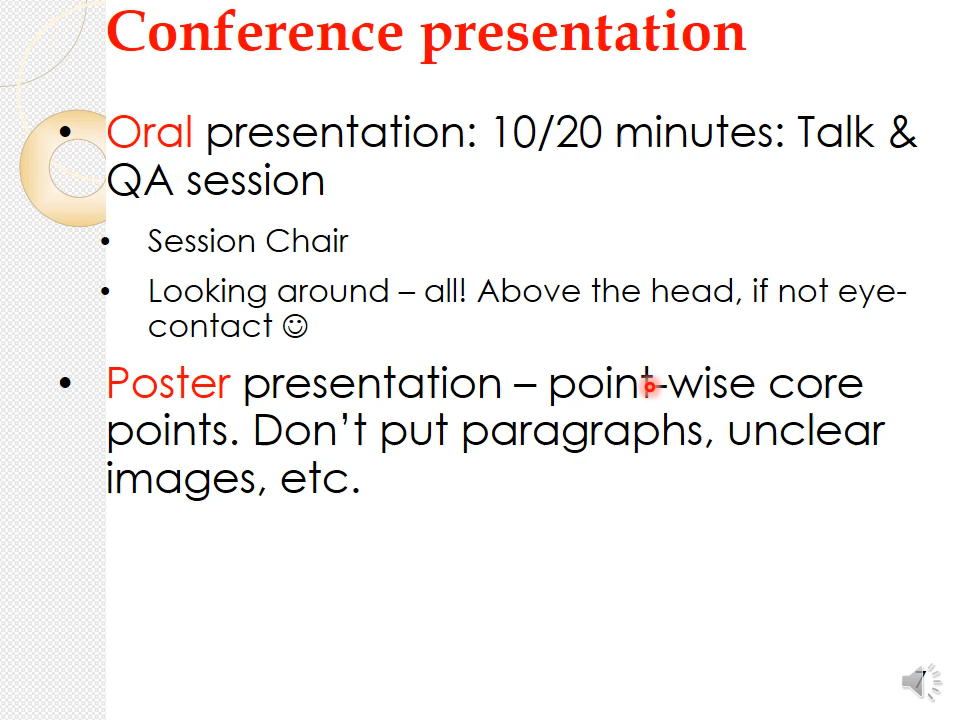 Conference presentation
• Oral presentation: 10/20 minutes: Talk &
QA session
• Session Chair
• Looking around – all! Above the head, if not eye-
contact ☺
• Poster presentation – point-wise core
points. Don’t put paragraphs, unclear
images, etc.
7